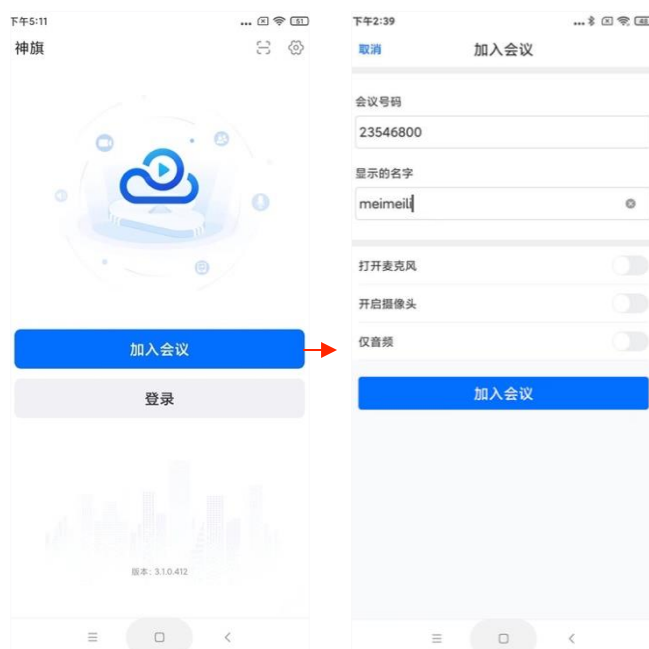 下午5:11
51
神旗
加入会议
登录
版本: 3.1.0.412
下午2:39
48
取消
加入会议
会议号码
23546800
显示的名字
meimeili
打开麦克风
开启摄像头
仅音频
加入会议